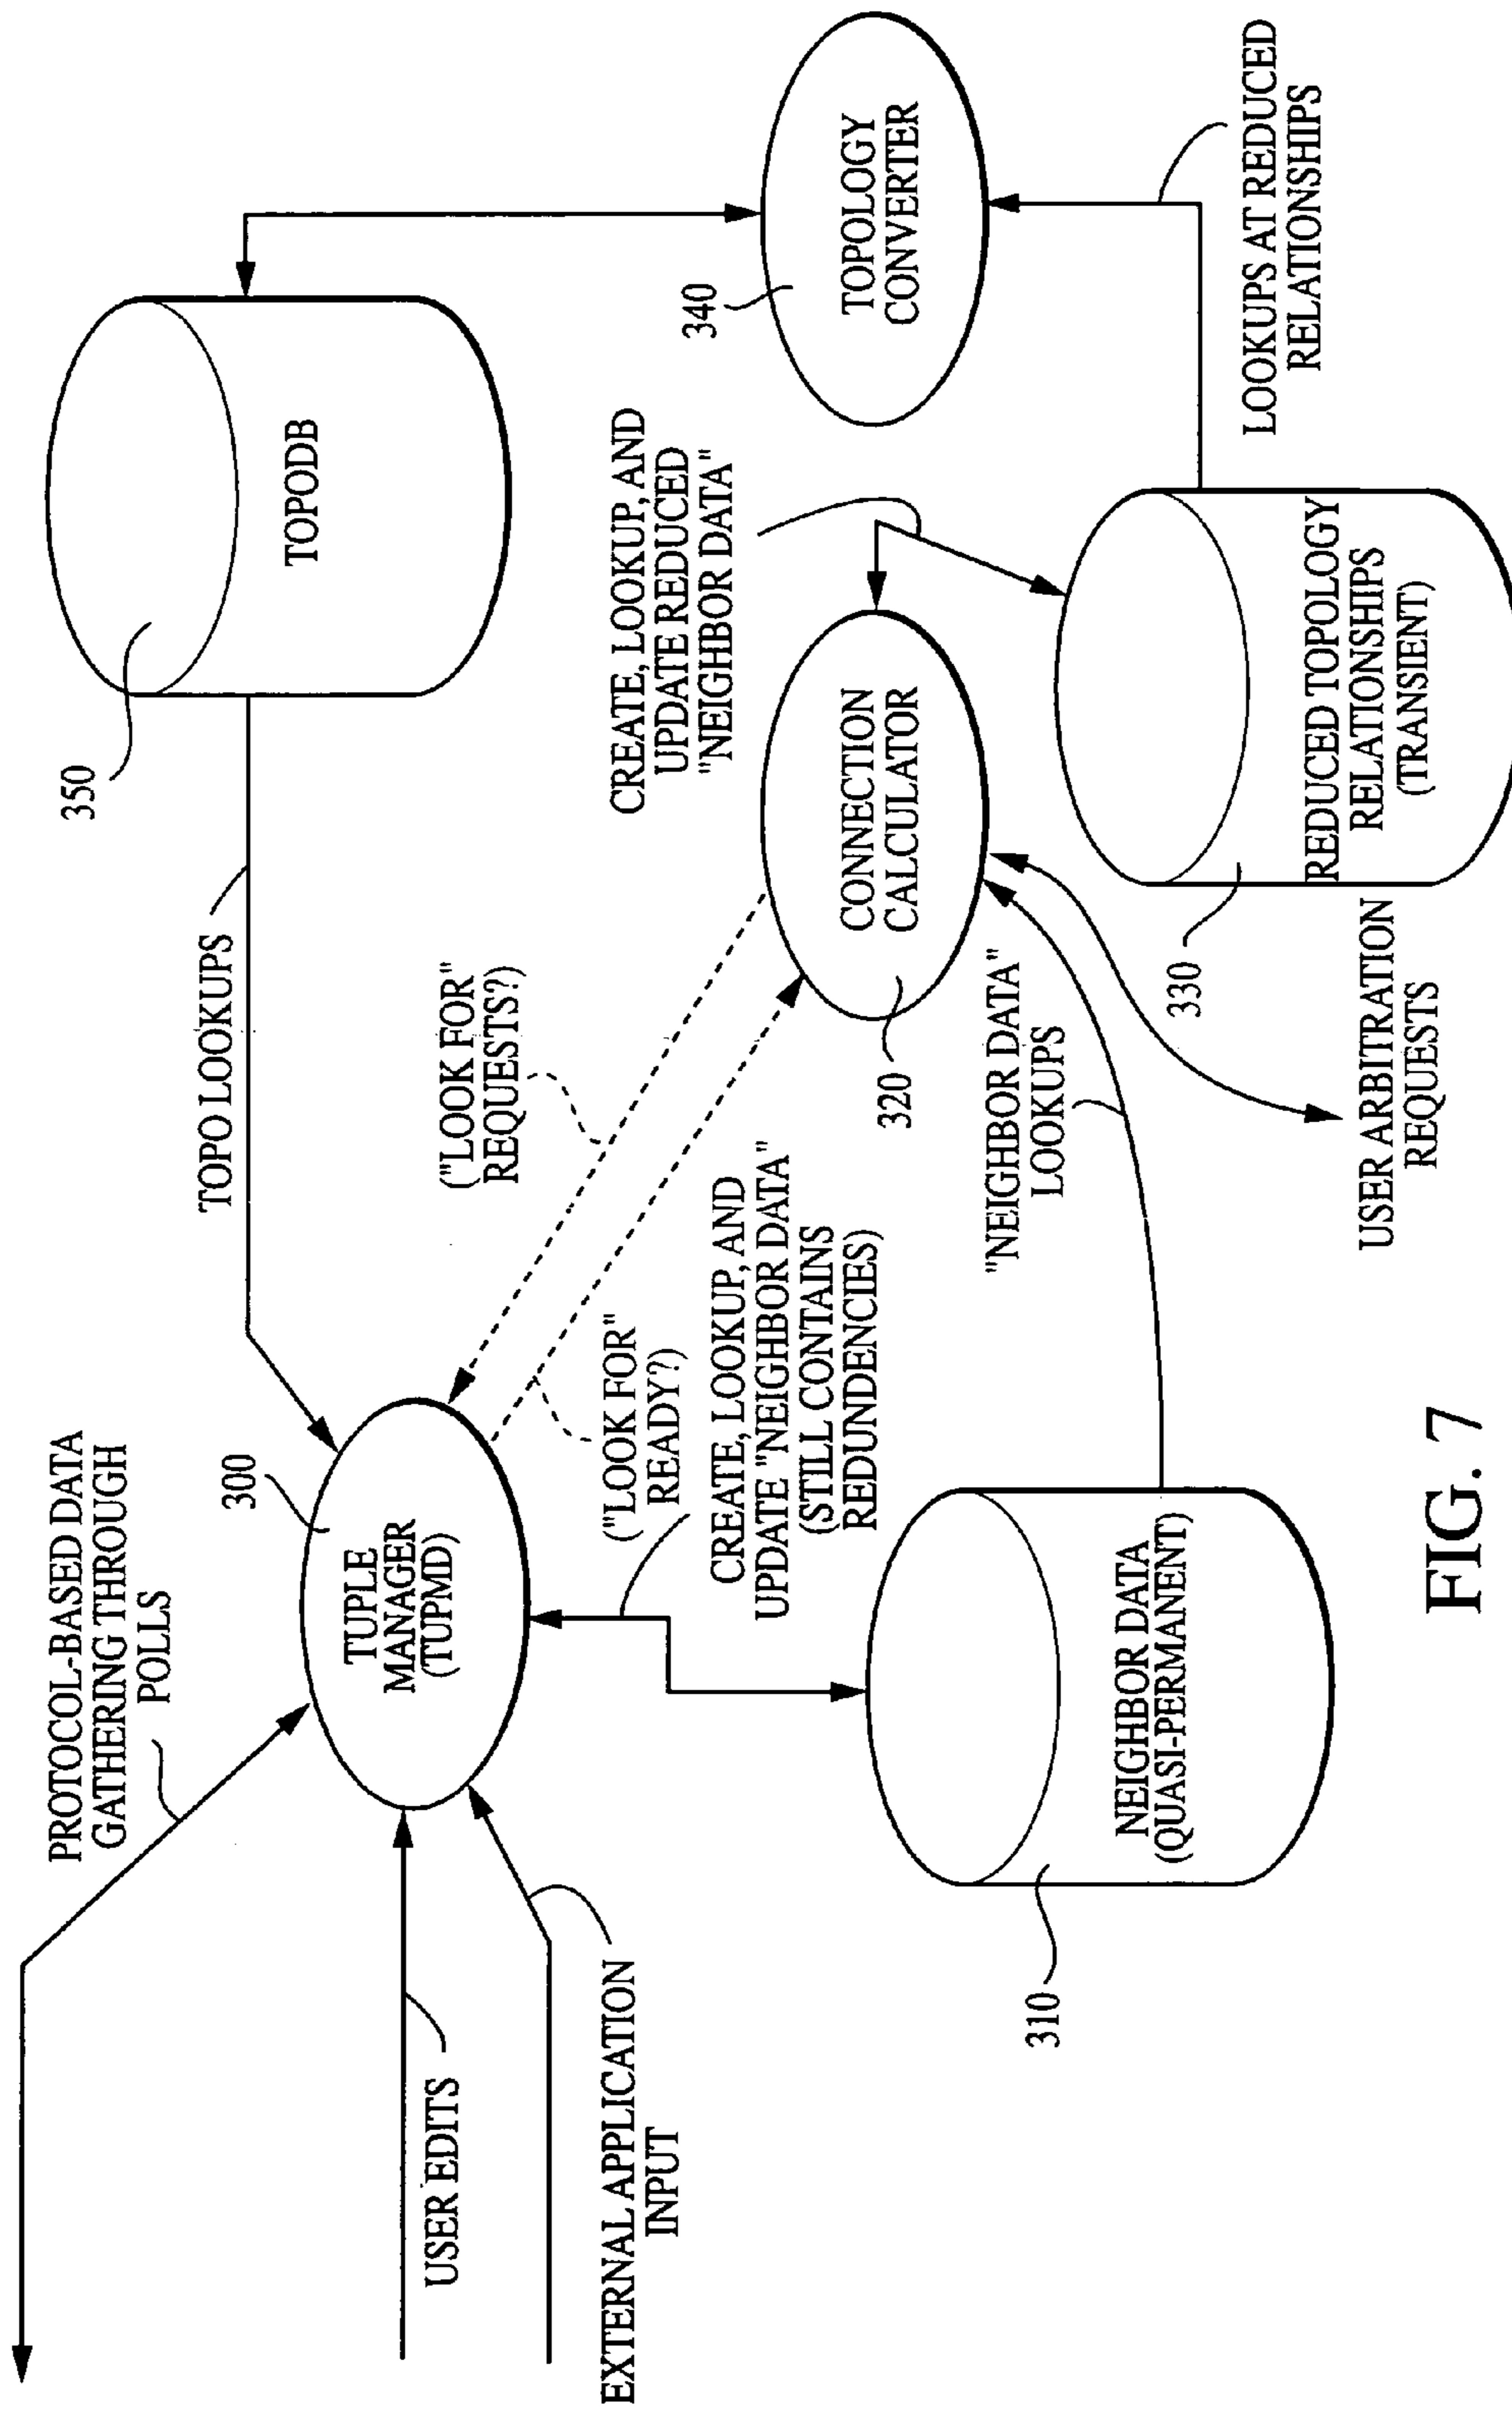 PROTOCOL-BASED DATA
GATHERING THROUGH
POLLS
TOPO LOOKUPS
350
TOPODB
300
TUPLE
MANAGER
(TUPMD)
USER EDITS
EXTERNAL APPLICATION
INPUT
("LOOK FOR"
REQUESTS?)
("LOOK FOR"
READY?)
CREATE, LOOKUP, AND
UPDATE "NEIGHBOR DATA"
(STILL CONTAINS
REDUNDENCIES)
CREATE, LOOKUP, AND
UPDATE REDUCED
"NEIGHBOR DATA"
340
TOPOLOGY
CONVERTER
CONNECTION
CALCULATOR
320
"NEIGHBOR DATA"
LOOKUPS
310
NEIGHBOR DATA
(QUASI-PERMANENT)
330
REDUCED TOPOLOGY
RELATIONSHIPS
(TRANSIENT)
LOOKUPS AT REDUCED
RELATIONSHIPS
USER ARBITRATION
REQUESTS
FIG. 7